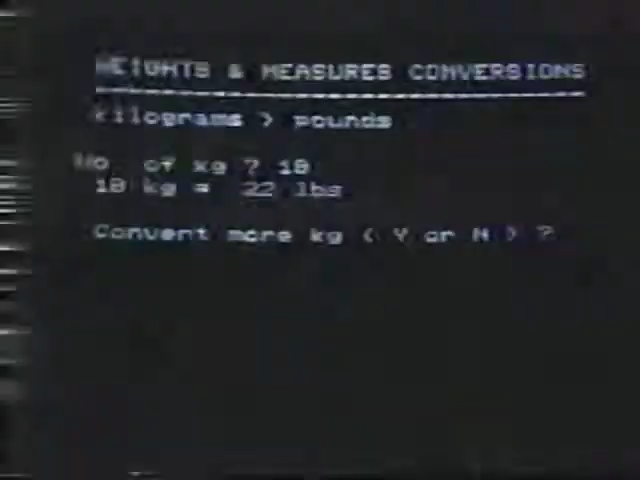 WEIGHTS & MEASURES CONVERSIONS
kilograms > pounds
No of kg ? 10
10 kg = 22 lbs
Convert more kg ( Y or N ) ?